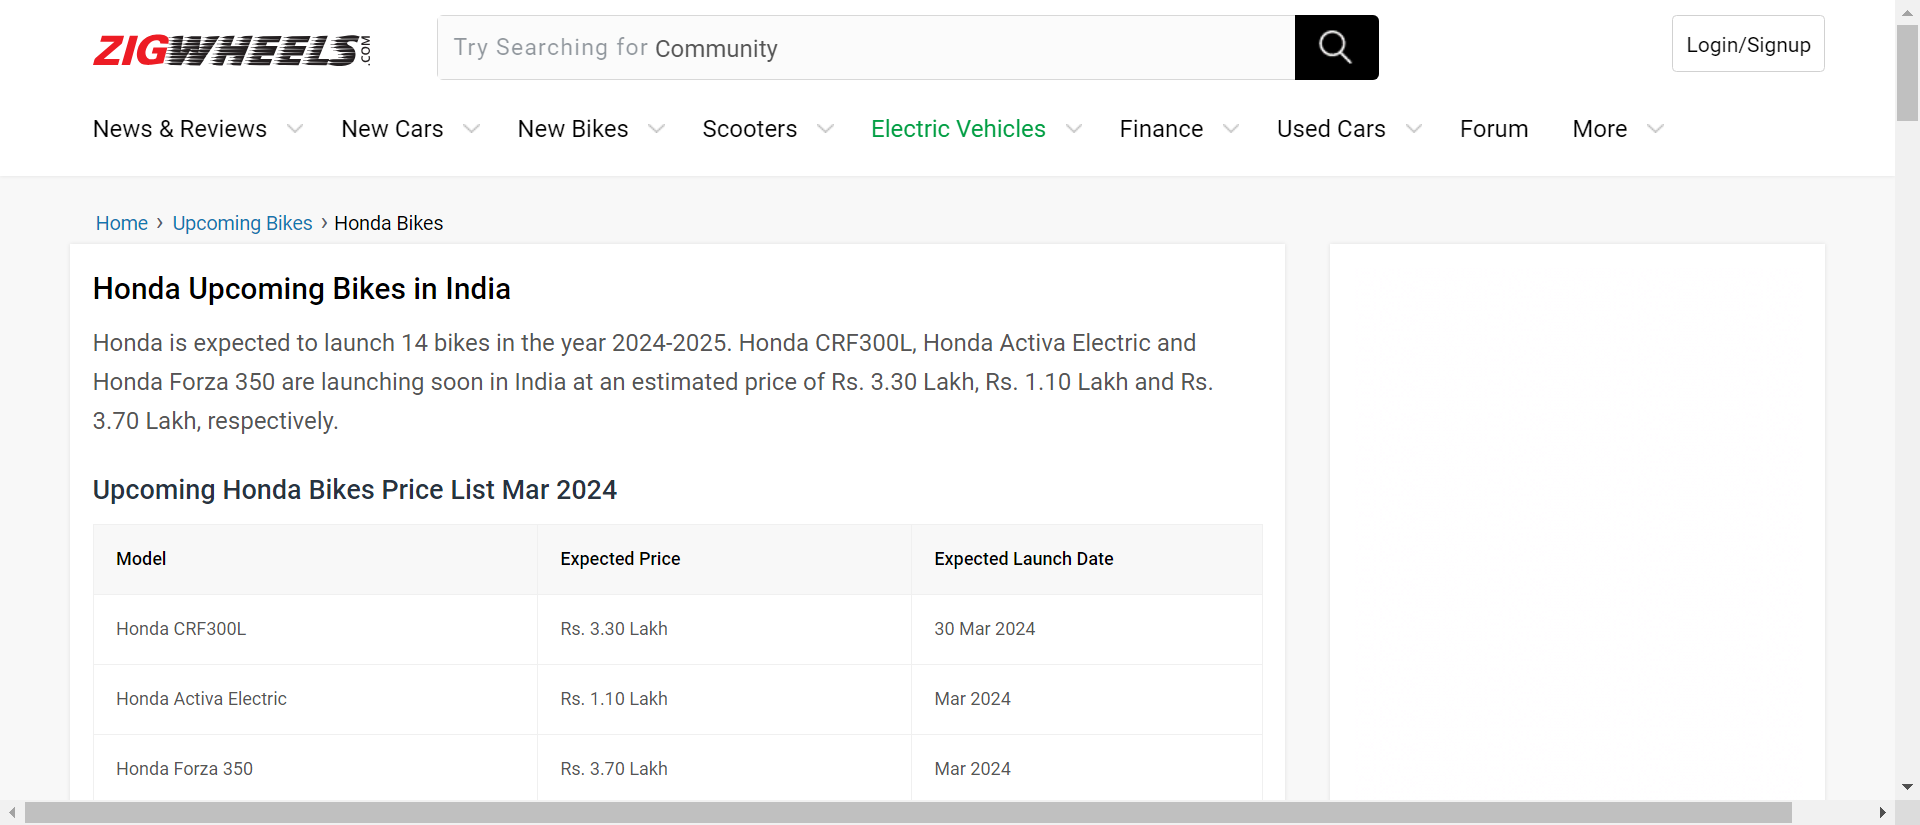 ZIGWHEELS.COM
Try Searching for Community
Login/Signup
News & Reviews New Cars New Bikes Scooters Electric Vehicles Finance Used Cars Forum More
Home › Upcoming Bikes › Honda Bikes
Honda Upcoming Bikes in India
Honda is expected to launch 14 bikes in the year 2024-2025. Honda CRF300L, Honda Activa Electric and
Honda Forza 350 are launching soon in India at an estimated price of Rs. 3.30 Lakh, Rs. 1.10 Lakh and Rs.
3.70 Lakh, respectively.
Upcoming Honda Bikes Price List Mar 2024
Model Expected Price Expected Launch Date
Honda CRF300L Rs. 3.30 Lakh 30 Mar 2024
Honda Activa Electric Rs. 1.10 Lakh Mar 2024
Honda Forza 350 Rs. 3.70 Lakh Mar 2024